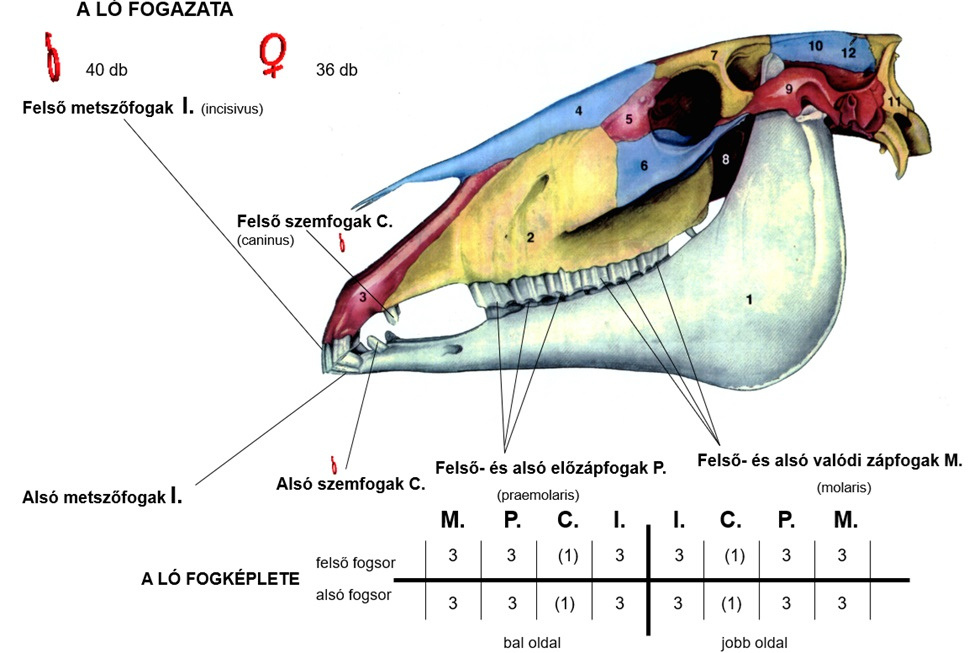 A LÓ FOGAZATA
40 db
36 db
Felső metszőfogak I. (incisivus)
7
10
12
9
11
4
5
6
8
Felső szemfogak C.
(caninus)
2
3
1
Felső- és alsó valódi zápfogak M.
(molaris)
Felső- és alsó előzápfogak P.
(praemolaris)
Alsó szemfogak C.
Alsó metszőfogak I.
M. P. C. I. I. C. P. M.
felső fogsor 3 3 (1) 3 3 (1) 3 3
A LÓ FOGKÉPLETE
alsó fogsor 3 3 (1) 3 3 (1) 3 3
bal oldal jobb oldal